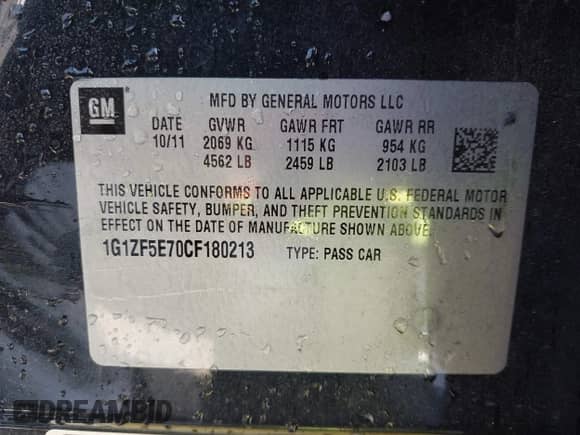 GM
MFD BY GENERAL MOTORS LLC
DATE GVWR GAWR FRT GAWR RR
10/11 2069 KG 1115 KG 954 KG
4562 LB 2459 LB 2103 LB
THIS VEHICLE CONFORMS TO ALL APPLICABLE U.S. FEDERAL MOTOR
VEHICLE SAFETY, BUMPER, AND THEFT PREVENTION STANDARDS IN
EFFECT ON THE DATE OF MANUFACTURE SHOWN ABOVE.
1G1ZF5E70CF180213 TYPE: PASS CAR
DREAMBID